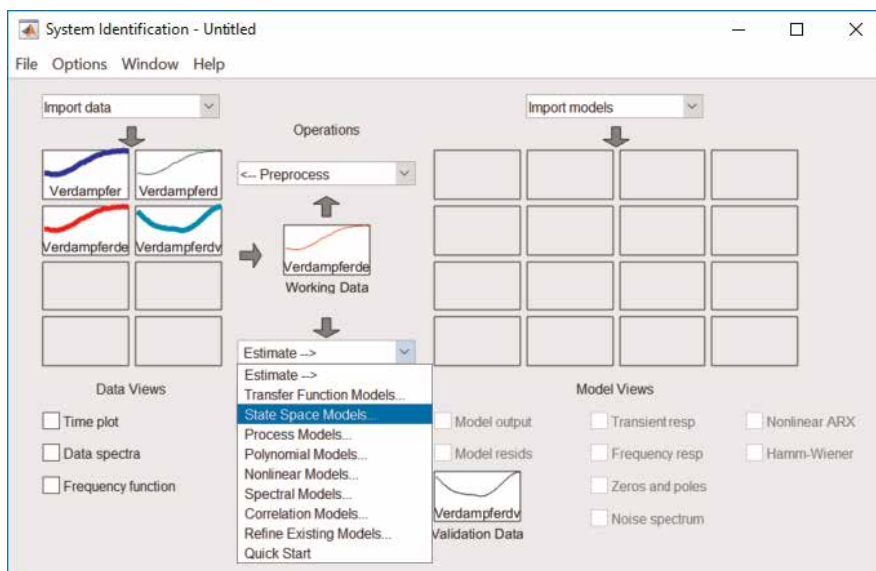 System Identification - Untitled
File Options Window Help
Import data
Import models
Operations
Verdampfer
Verdampferd
<-- Preprocess
Verdampferde
Verdampferdv
Verdampferde
Working Data
Estimate -->
Estimate -->
Transfer Function Models...
State Space Models...
Process Models...
Polynomial Models...
Nonlinear Models...
Spectral Models...
Correlation Models...
Refine Existing Models...
Quick Start
Data Views
Time plot
Data spectra
Frequency function
Model Views
Model output
Transient resp
Nonlinear ARX
Model resids
Frequency resp
Hamm-Wiener
Zeros and poles
Verdampferdv
Noise spectrum
Validation Data